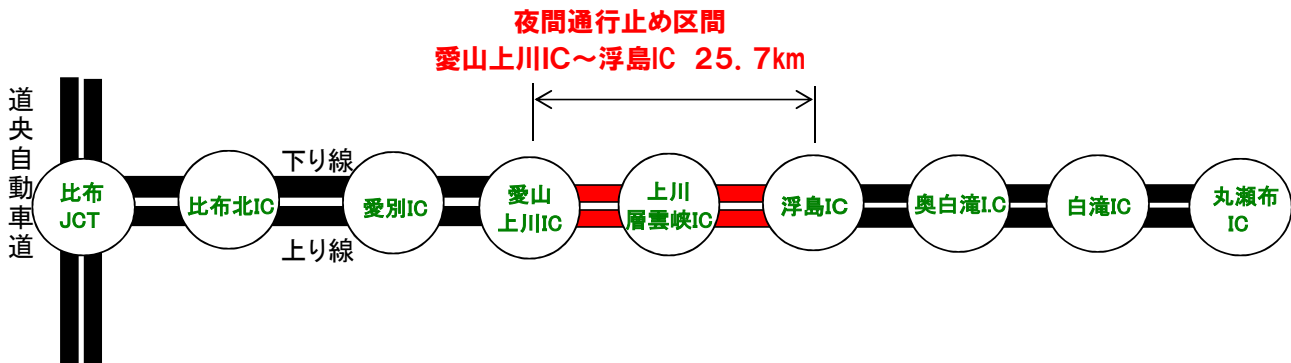 夜間通行止め区間
愛山上川IC～浮島IC 25．7km
道央自動車道
下り線
上り線
比布
JCT
比布北IC
愛別IC
愛山
上川IC
上川
層雲峡IC
浮島IC
奥白滝I.C
白滝IC
丸瀬布
IC